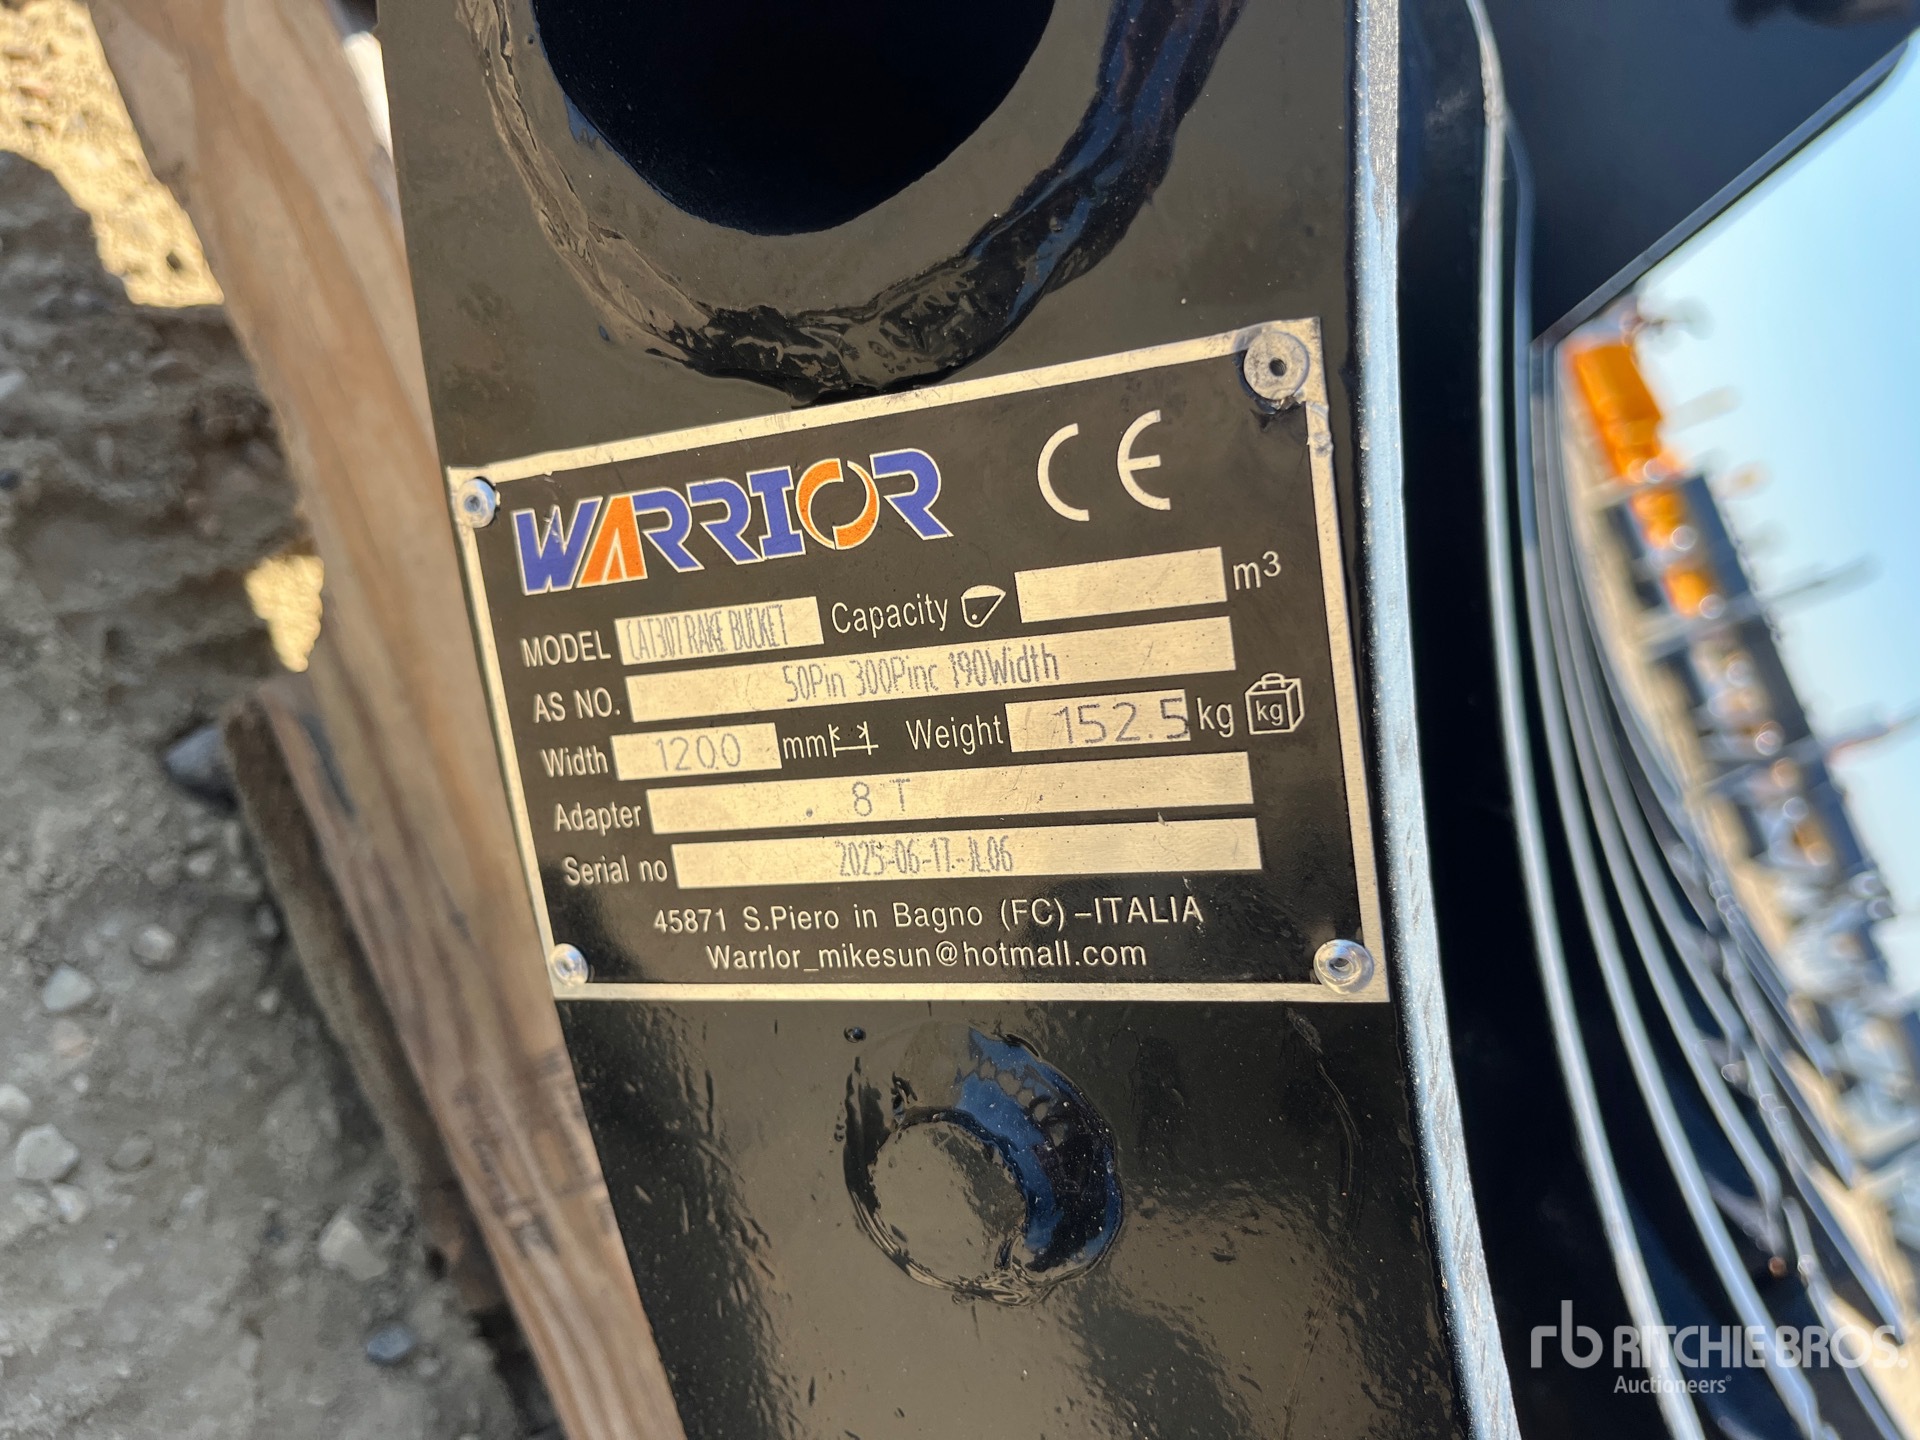 WARRIOR CE
MODEL CAT307 RAKE BUCKET Capacity m³
AS NO. 50Pin 300Pinc 190Width
Width 1200 mm Weight 152.5 kg kg
Adapter 8 T
Serial no 2025-06-17-JL06
45871 S.Piero in Bagno (FC) –ITALIA
Warrlor_mikesun@hotmall.com
rb RITCHIE BROS.
Auctioneers®